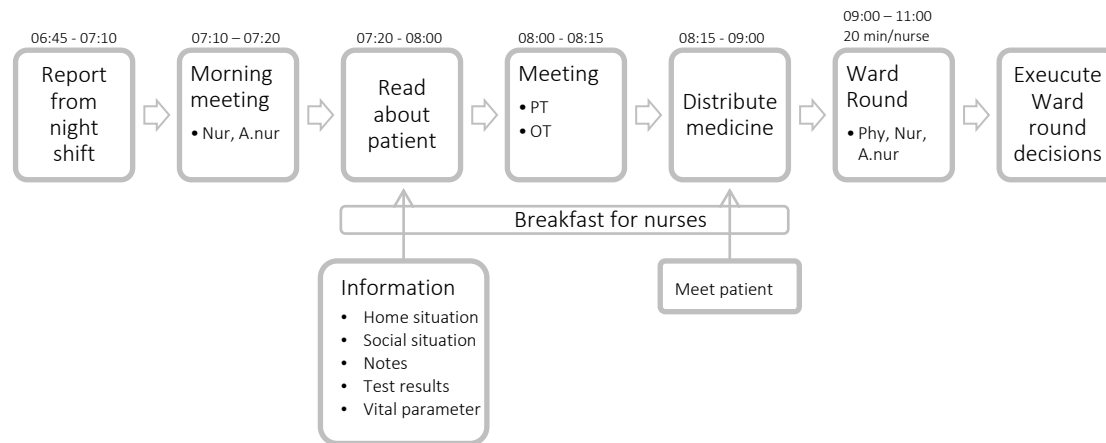 06:45 - 07:10
Report
from
night
shift
07:10 – 07:20
Morning
meeting
• Nur, A.nur
07:20 - 08:00
Read
about
patient
08:00 - 08:15
Meeting
• PT
• OT
08:15 - 09:00
Distribute
medicine
09:00 – 11:00
20 min/nurse
Ward
Round
• Phy, Nur,
A.nur
Exeucute
Ward
round
decisions
Breakfast for nurses
Information
• Home situation
• Social situation
• Notes
• Test results
• Vital parameter
Meet patient